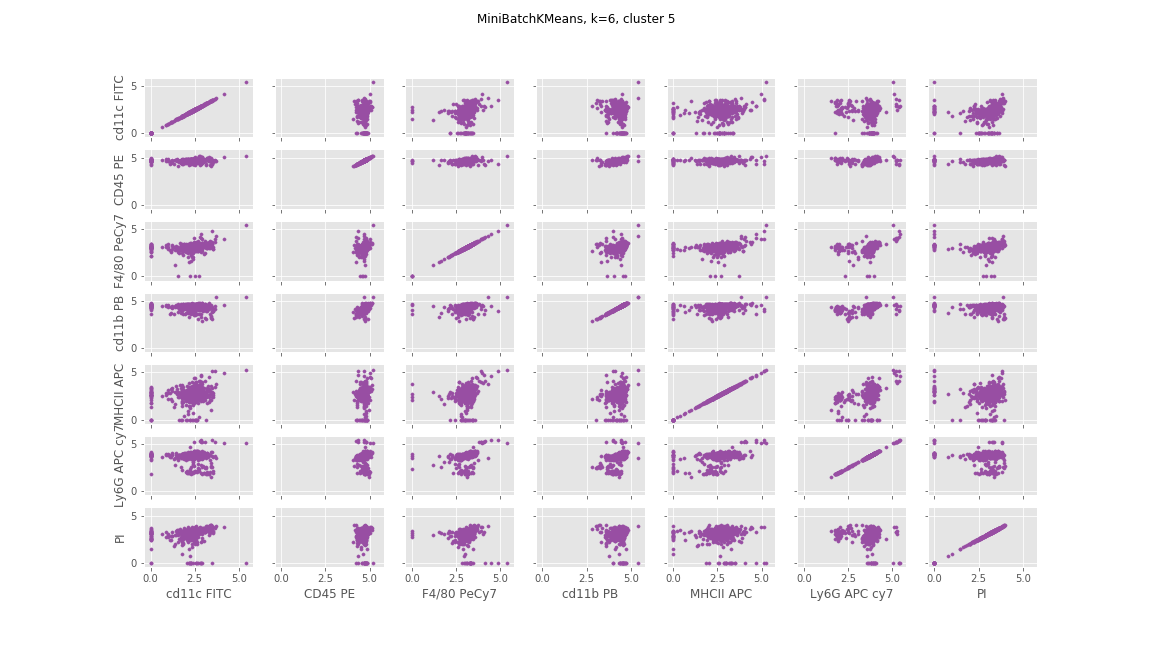 MiniBatchKMeans, k=6, cluster 5
cd11c FITC
5
0
CD45 PE
5
0
F4/80 PeCy7
5
0
cd11b PB
5
0
MHCII APC
5
0
Ly6G APC cy7
5
0
PI
5
0
0.0 2.5 5.0 0.0 2.5 5.0 0.0 2.5 5.0 0.0 2.5 5.0 0.0 2.5 5.0 0.0 2.5 5.0 0.0 2.5 5.0
cd11c FITC CD45 PE F4/80 PeCy7 cd11b PB MHCII APC Ly6G APC cy7 PI